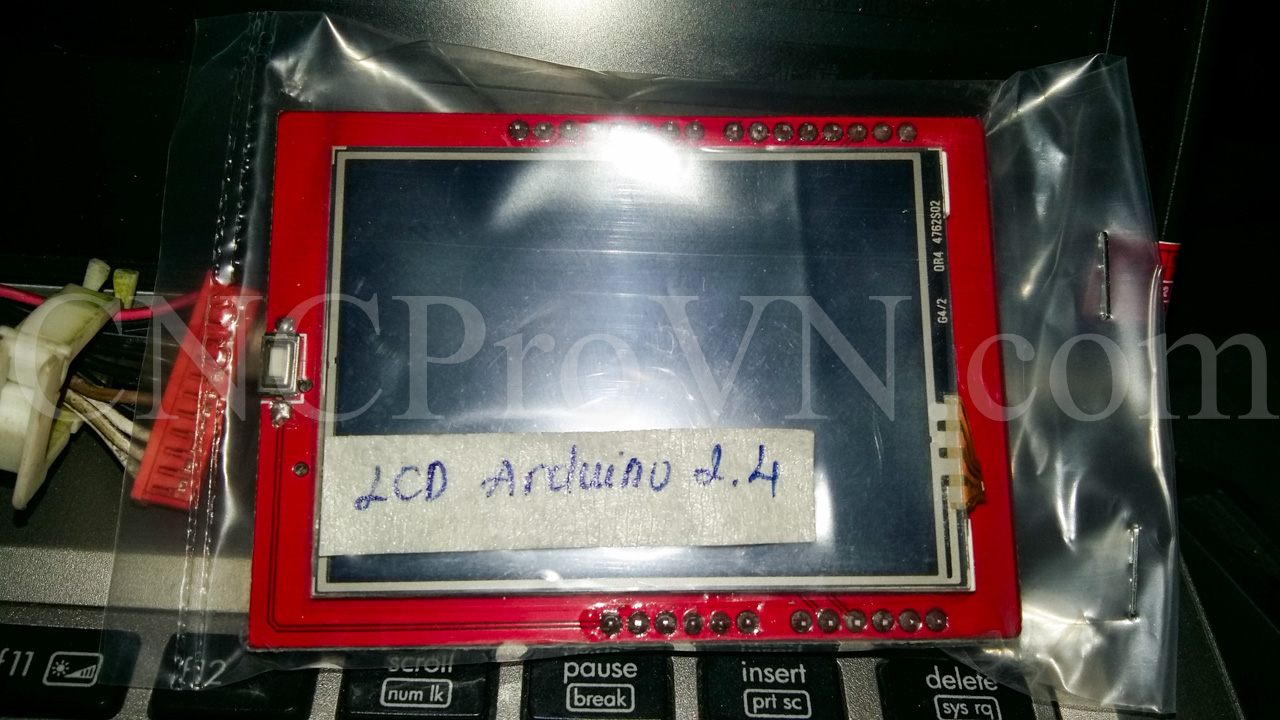 QR4 4762S02
G4/2
CNCProVN.com
LCD Arduino 2.4
f11
f12
scroll
num lk
pause
break
insert
prt sc
delete
sys rq